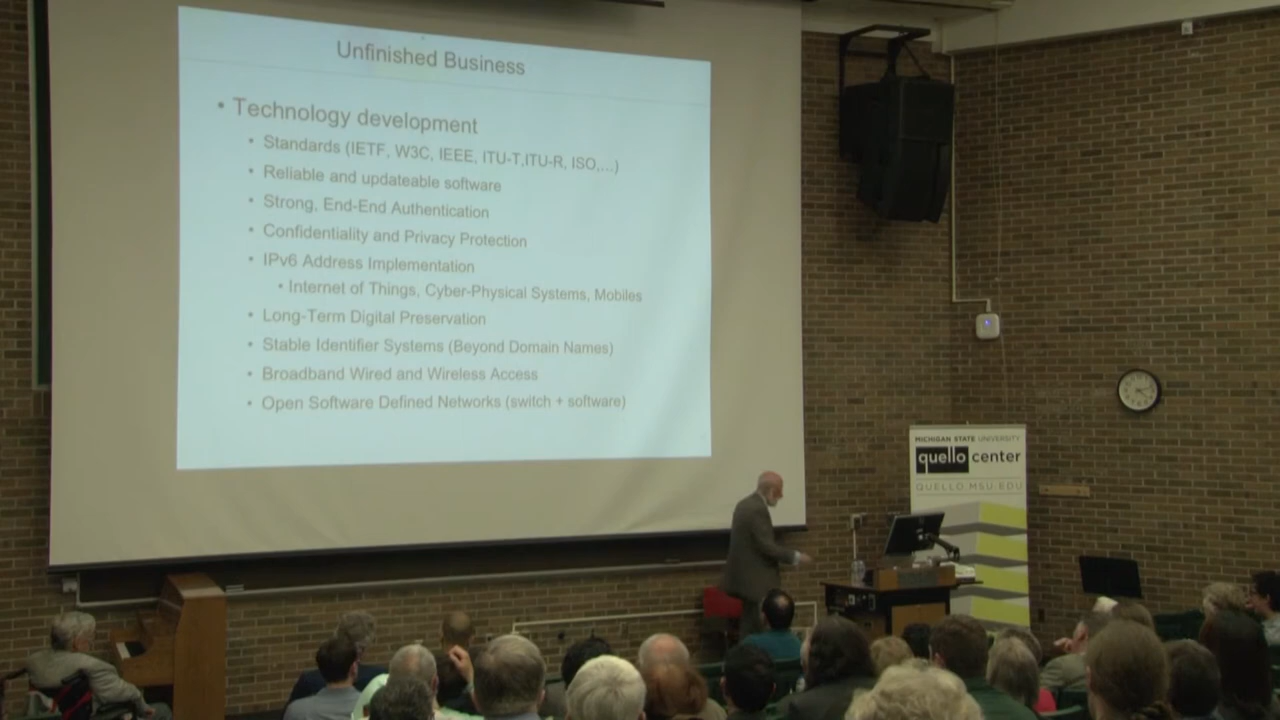 Unfinished Business
• Technology development
• Standards (IETF, W3C, IEEE, ITU-T,ITU-R, ISO,...)
• Reliable and updateable software
• Strong, End-End Authentication
• Confidentiality and Privacy Protection
• IPv6 Address Implementation
• Internet of Things, Cyber-Physical Systems, Mobiles
• Long-Term Digital Preservation
• Stable Identifier Systems (Beyond Domain Names)
• Broadband Wired and Wireless Access
• Open Software Defined Networks (switch + software)
MICHIGAN STATE UNIVERSITY
quello center
QUELLO.MSU.EDU